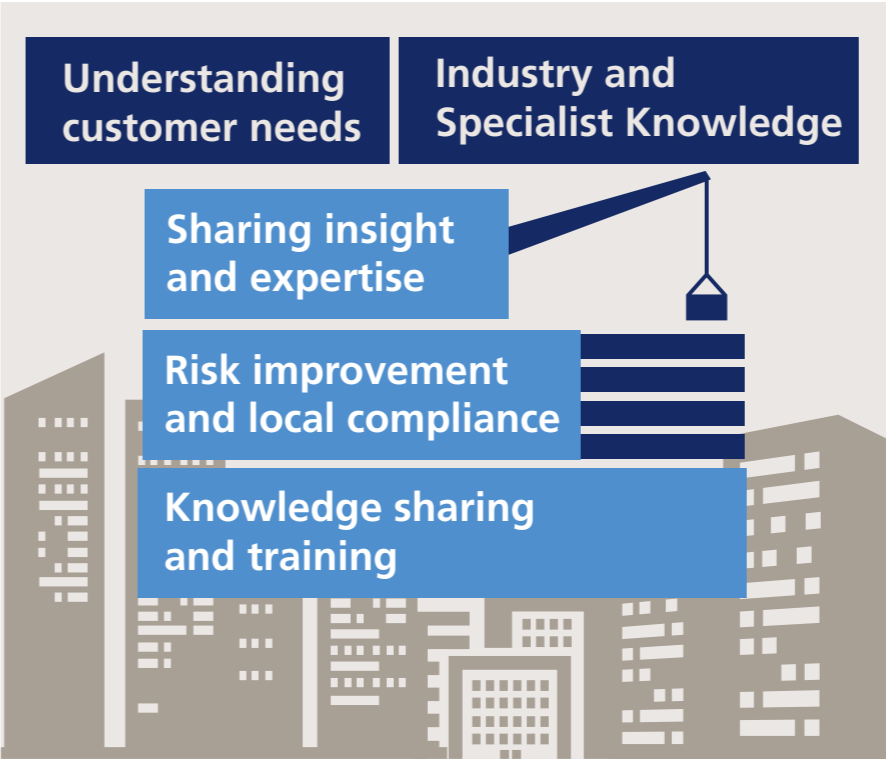 Understanding
customer needs
Industry and
Specialist Knowledge
Sharing insight
and expertise
Risk improvement
and local compliance
Knowledge sharing
and training